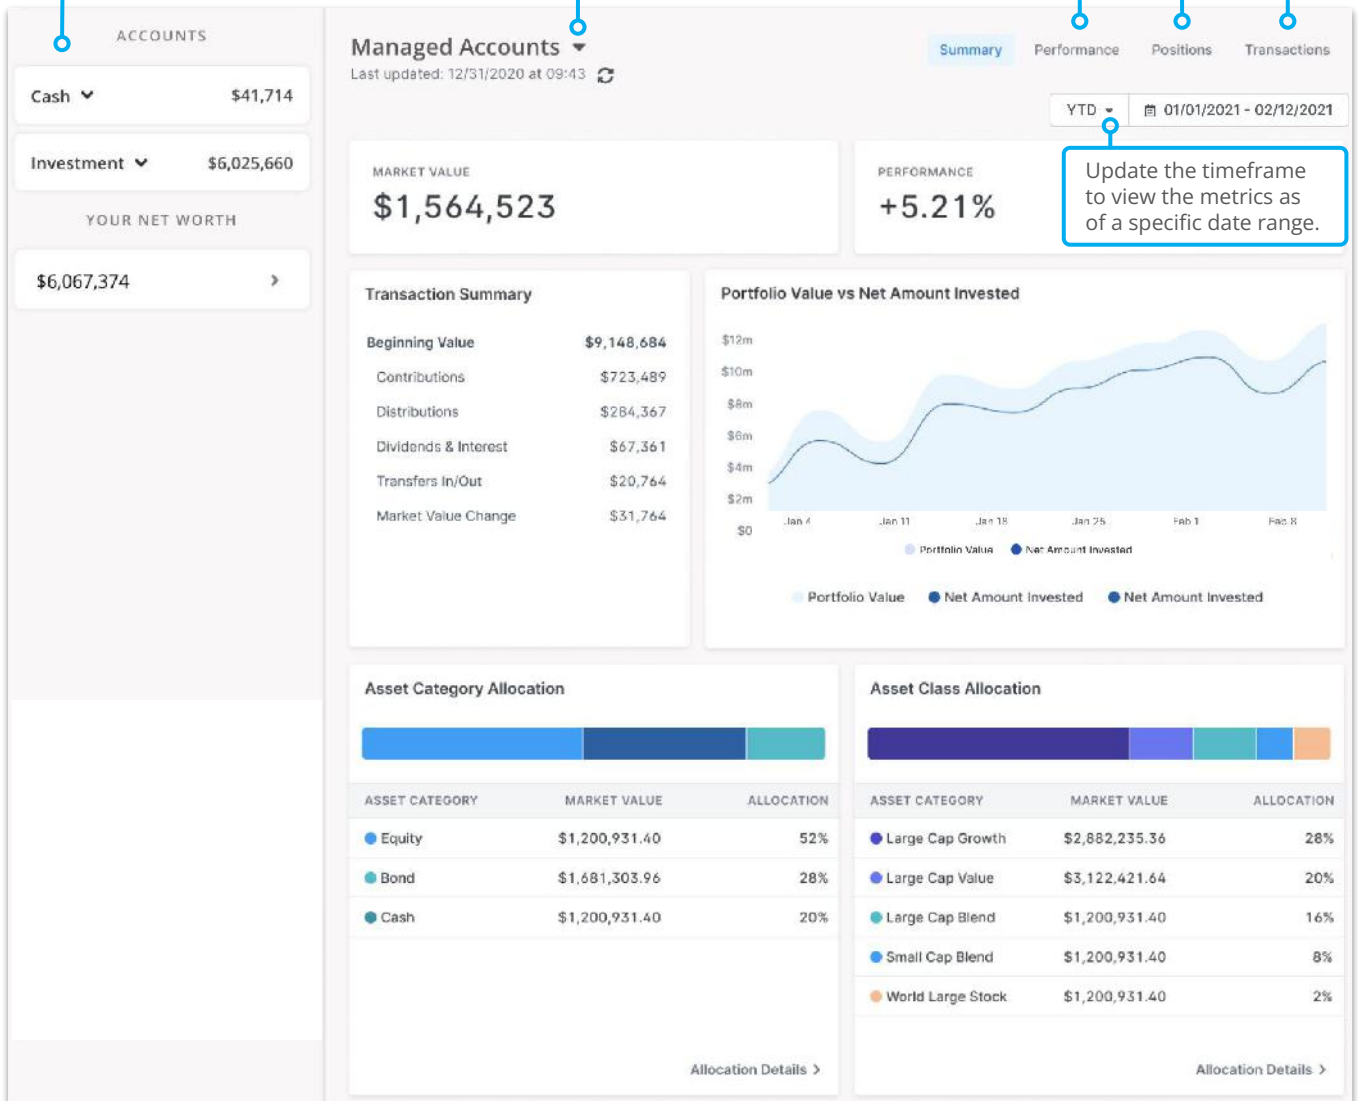 ACCOUNTS
Cash $41,714
Investment $6,025,660
YOUR NET WORTH
$6,067,374
Managed Accounts
Last updated: 12/31/2020 at 09:43
Summary Performance Positions Transactions
YTD 01/01/2021 - 02/12/2021
Update the timeframe
to view the metrics as
of a specific date range.
MARKET VALUE
$1,564,523
PERFORMANCE
+5.21%
Transaction Summary
Beginning Value $9,148,684
Contributions $723,489
Distributions $284,367
Dividends & Interest $67,361
Transfers In/Out $20,764
Market Value Change $31,764
Portfolio Value vs Net Amount Invested
$12m
$10m
$8m
$6m
$4m
$2m
$0
Jan 4 Jan 11 Jan 18 Jan 25 Feb 1 Feb 8
Portfolio Value Net Amount Invested
Portfolio Value Net Amount Invested Net Amount Invested
Asset Category Allocation
ASSET CATEGORY MARKET VALUE ALLOCATION
Equity $1,200,931.40 52%
Bond $1,681,303.96 28%
Cash $1,200,931.40 20%
Allocation Details >
Asset Class Allocation
ASSET CATEGORY MARKET VALUE ALLOCATION
Large Cap Growth $2,882,235.36 28%
Large Cap Value $3,122,421.64 20%
Large Cap Blend $1,200,931.40 16%
Small Cap Blend $1,200,931.40 8%
World Large Stock $1,200,931.40 2%
Allocation Details >